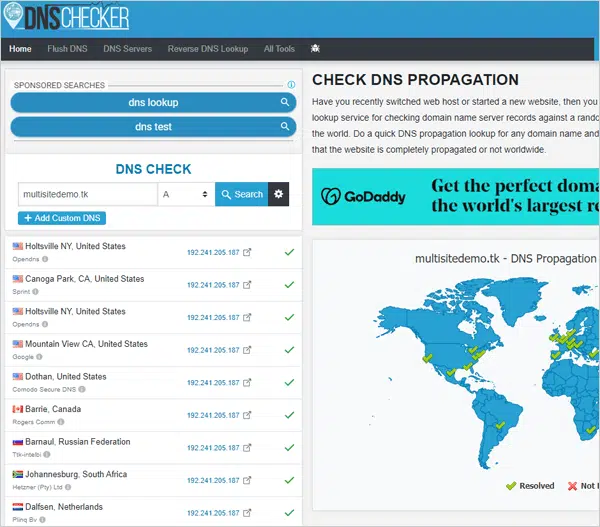 DNSCHECKER
Home Flush DNS DNS Servers Reverse DNS Lookup All Tools
SPONSORED SEARCHES
dns lookup
dns test
DNS CHECK
multisitedemo.tk A Search
+ Add Custom DNS
Holtsville NY, United States
Opendns
192.241.205.187
Canoga Park, CA, United States
Sprint
192.241.205.187
Holtsville NY, United States
Opendns
192.241.205.187
Mountain View CA, United States
Google
192.241.205.187
Dothan, United States
Comodo Secure DNS
192.241.205.187
Barrie, Canada
Rogers Comm
192.241.205.187
Barnaul, Russian Federation
Ttk-intelbi
192.241.205.187
Johannesburg, South Africa
Hetzner (Pty) Ltd
192.241.205.187
Dalfsen, Netherlands
Plinq Bv
192.241.205.187
CHECK DNS PROPAGATION
Have you recently switched web host or started a new website, then you
lookup service for checking domain name server records against a rando
the world. Do a quick DNS propagation lookup for any domain name and
that the website is completely propagated or not worldwide.
GoDaddy
Get the perfect doma
the world's largest re
multisitedemo.tk - DNS Propagation
Resolved Not